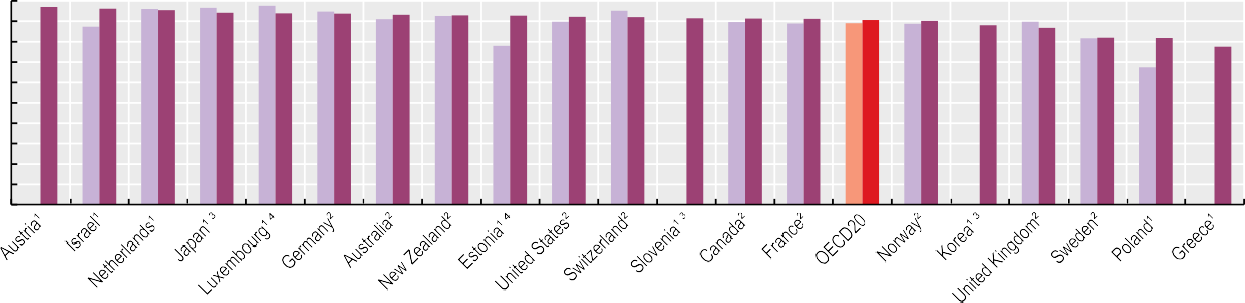 Austria¹
Israel¹
Netherlands¹
Japan¹ ³
Luxembourg¹ ⁴
Germany²
Australia²
New Zealand²
Estonia¹ ⁴
United States²
Switzerland²
Slovenia¹ ³
Canada²
France²
OECD20
Norway²
Korea¹ ³
United Kingdom²
Sweden²
Poland¹
Greece¹